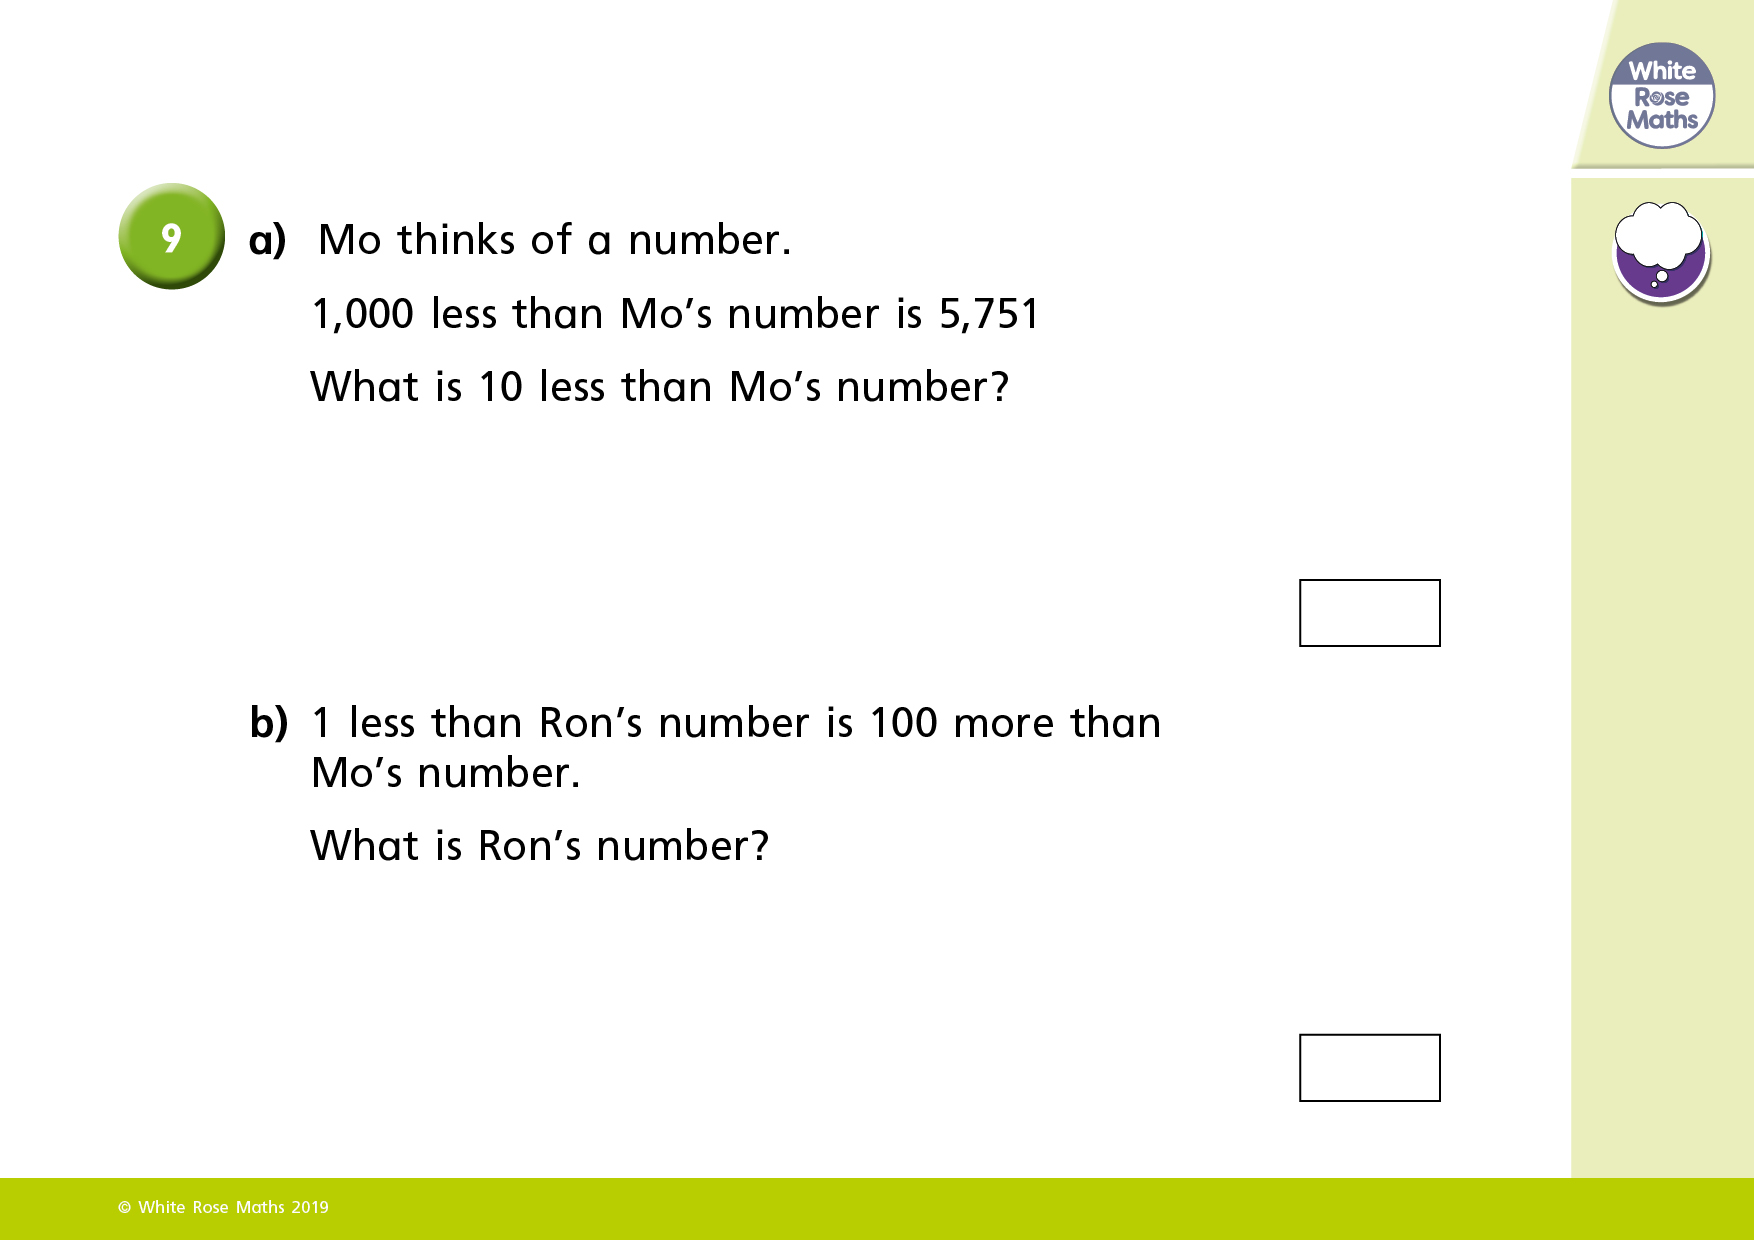 White
Rose
Maths
9 a) Mo thinks of a number.
1,000 less than Mo’s number is 5,751
What is 10 less than Mo’s number?
b) 1 less than Ron’s number is 100 more than
Mo’s number.
What is Ron’s number?
© White Rose Maths 2019